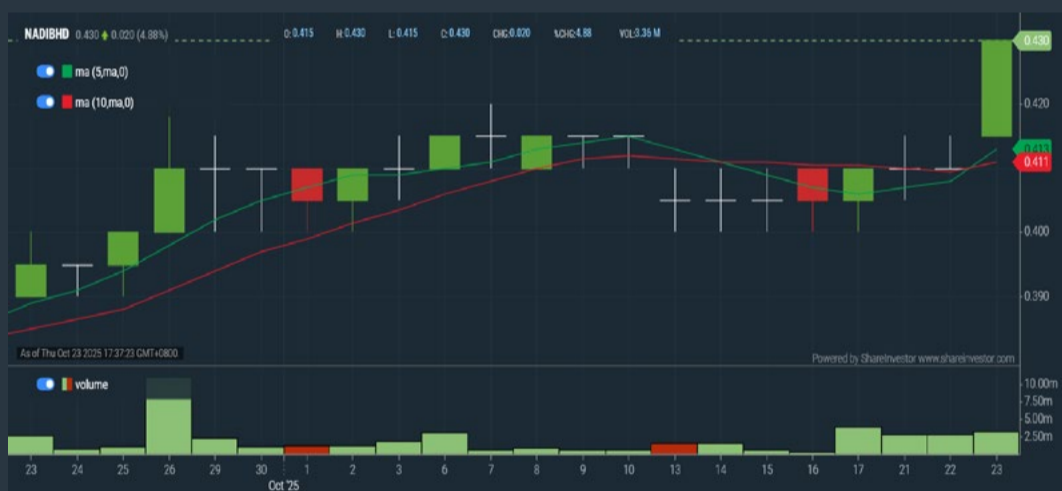 NADIBHD 0.430 0.020 (4.88%) O: 0.415 H: 0.430 L: 0.415 C: 0.430 CHG:0.020 %CHG:4.88 VOL:3.36 M
0.430
ma (5,ma,0)
ma (10,ma,0)
0.420
0.413
0.411
0.400
0.390
As of Thu Oct 23 2025 17:37:23 GMT+0800
Powered by ShareInvestor www.shareinvestor.com
volume
10.00m
7.50m
5.00m
2.50m
23 24 25 26 29 30 1 2 3 6 7 8 9 10 13 14 15 16 17 21 22 23
Oct '25